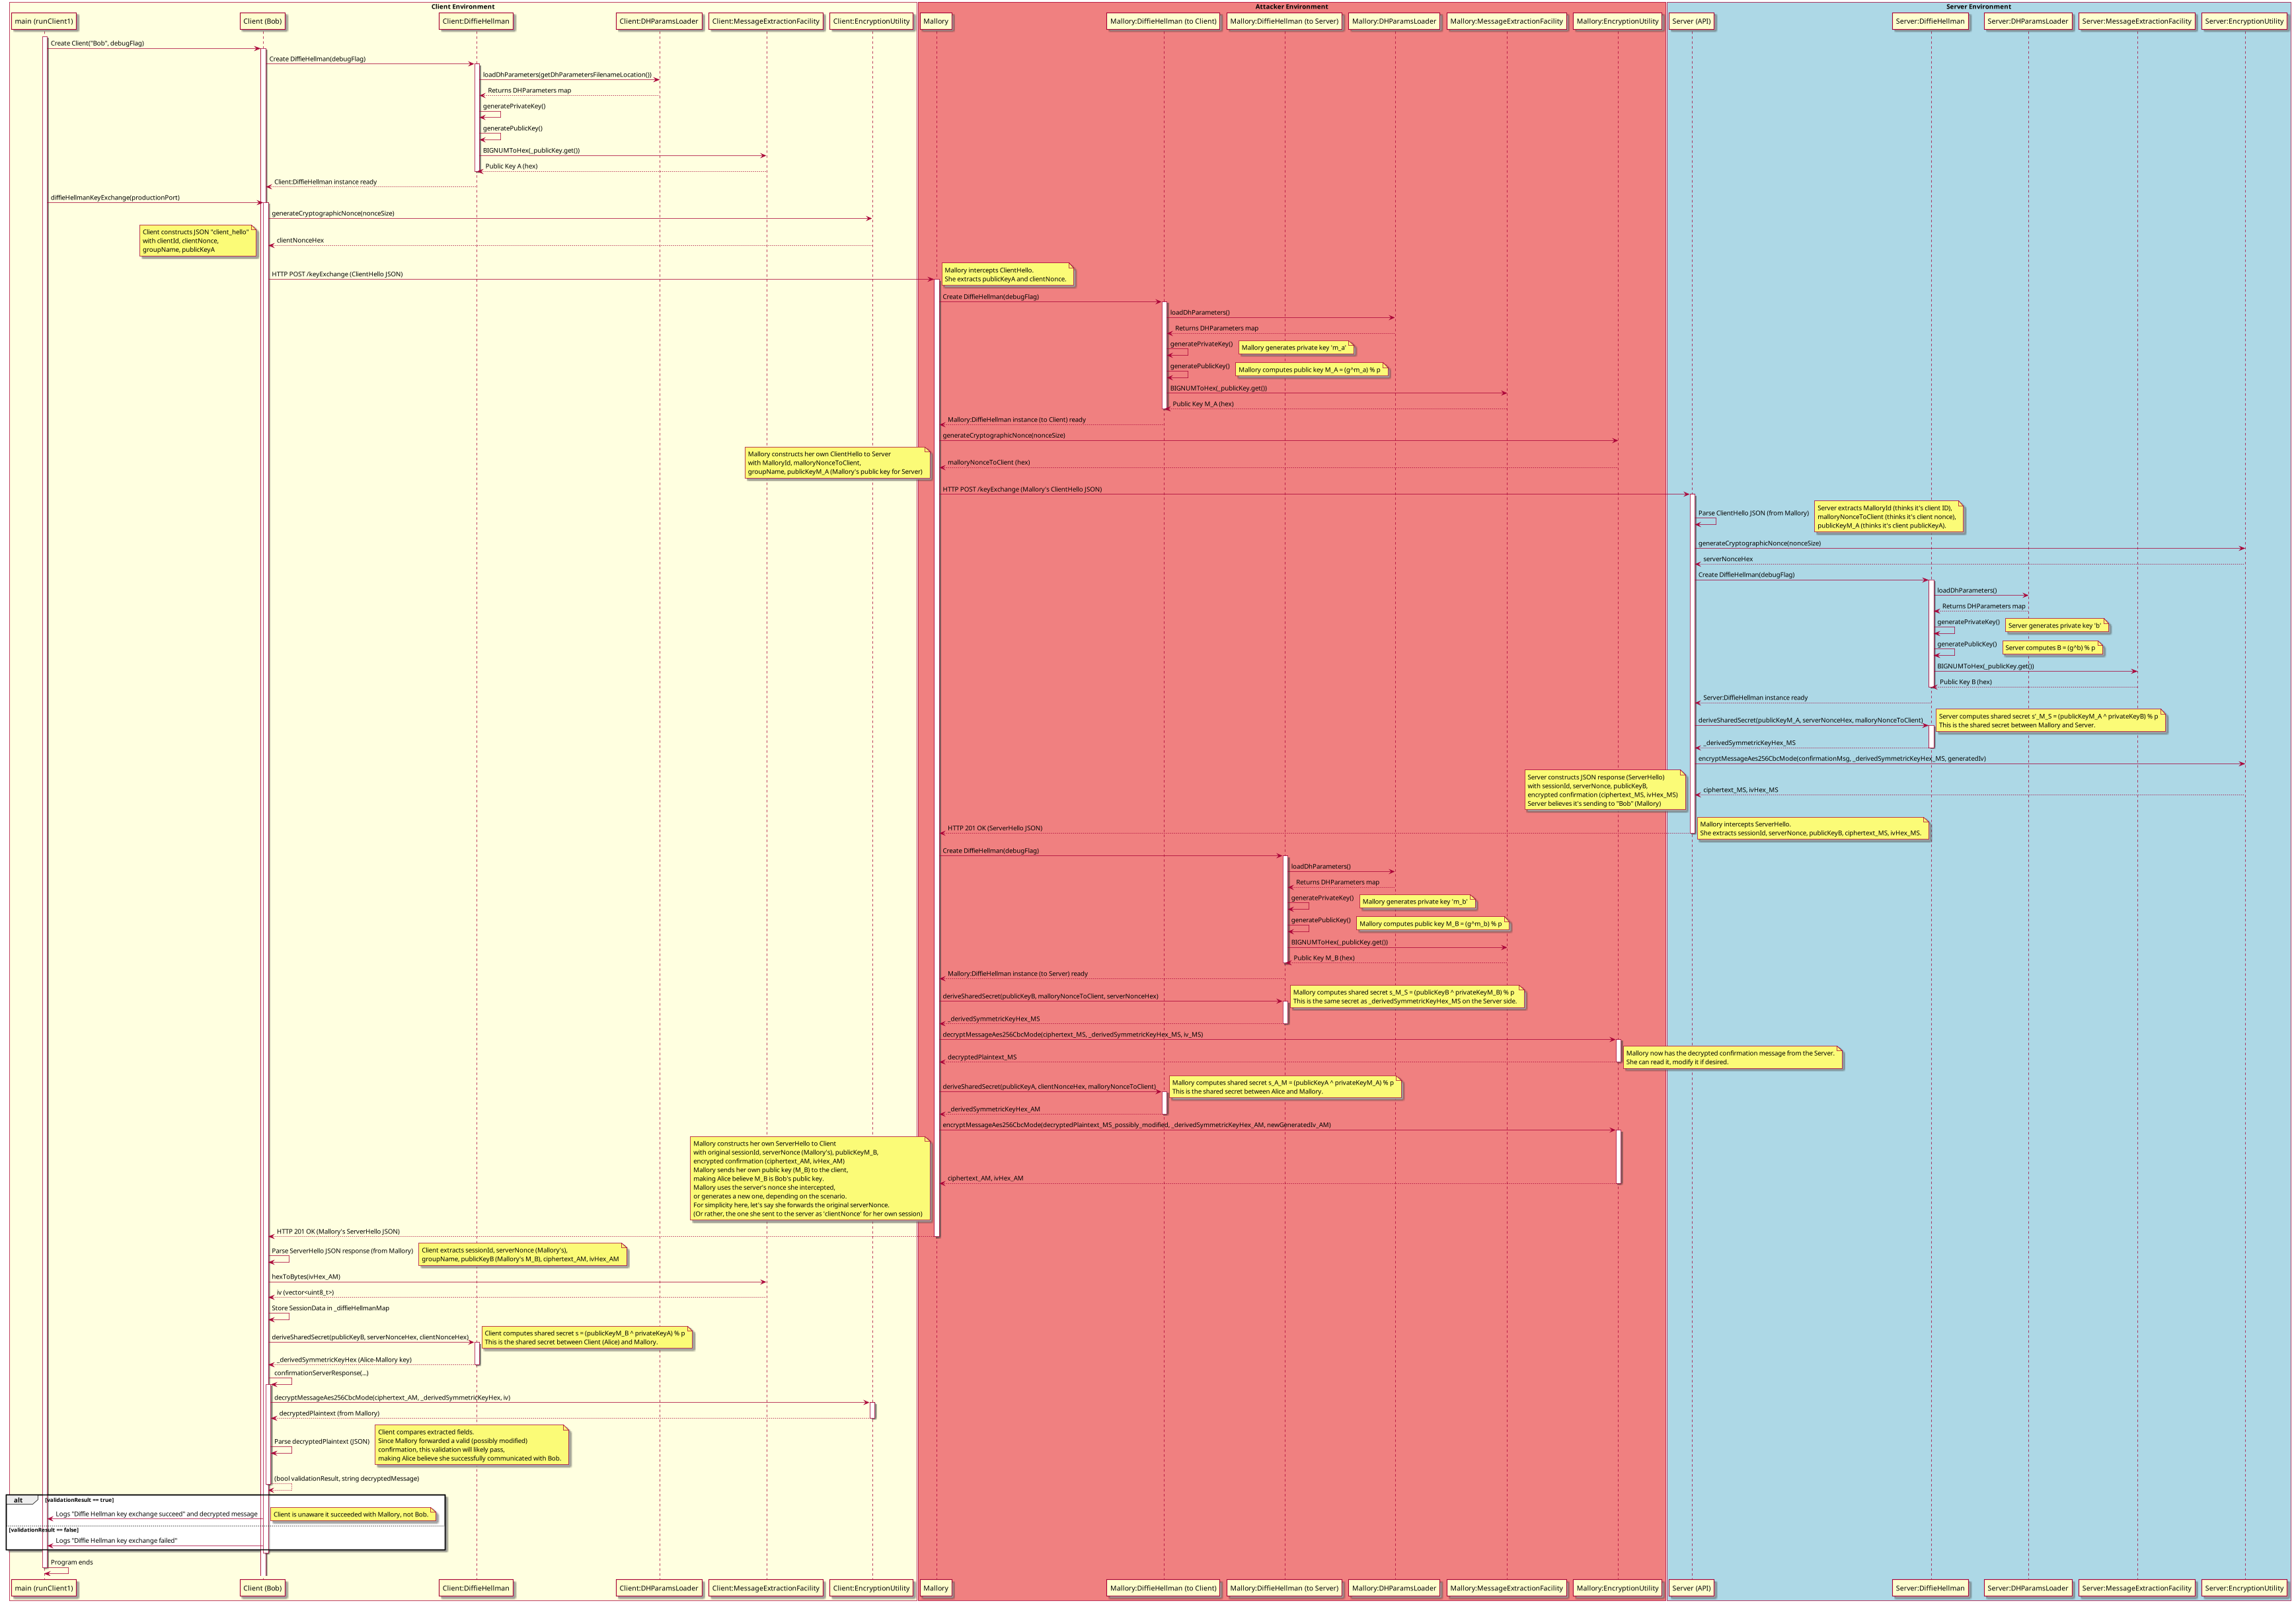 Client Environment
Attacker Environment
Server Environment
main (runClient1)
Client (Bob)
Client:DiffieHellman
Client:DHParamsLoader
Client:MessageExtractionFacility
Client:EncryptionUtility
Mallory
Mallory:DiffieHellman (to Client)
Mallory:DiffieHellman (to Server)
Mallory:DHParamsLoader
Mallory:MessageExtractionFacility
Mallory:EncryptionUtility
Server (API)
Server:DiffieHellman
Server:DHParamsLoader
Server:MessageExtractionFacility
Server:EncryptionUtility
Create Client("Bob", debugFlag)
Create DiffieHellman(debugFlag)
loadDhParameters(getDhParametersFilenameLocation())
Returns DHParameters map
generatePrivateKey()
generatePublicKey()
BIGNUMToHex(_publicKey.get())
Public Key A (hex)
Client:DiffieHellman instance ready
diffieHellmanKeyExchange(productionPort)
generateCryptographicNonce(nonceSize)
Client constructs JSON "client_hello"
with clientId, clientNonce,
groupName, publicKeyA
clientNonceHex
HTTP POST /keyExchange (ClientHello JSON)
Mallory intercepts ClientHello.
She extracts publicKeyA and clientNonce.
Create DiffieHellman(debugFlag)
loadDhParameters()
Returns DHParameters map
generatePrivateKey()
Mallory generates private key 'm_a'
generatePublicKey()
Mallory computes public key M_A = (g^m_a) % p
BIGNUMToHex(_publicKey.get())
Public Key M_A (hex)
Mallory:DiffieHellman instance (to Client) ready
generateCryptographicNonce(nonceSize)
Mallory constructs her own ClientHello to Server
with MalloryId, malloryNonceToClient,
groupName, publicKeyM_A (Mallory's public key for Server)
malloryNonceToClient (hex)
HTTP POST /keyExchange (Mallory's ClientHello JSON)
Parse ClientHello JSON (from Mallory)
Server extracts MalloryId (thinks it's client ID),
malloryNonceToClient (thinks it's client nonce),
publicKeyM_A (thinks it's client publicKeyA).
generateCryptographicNonce(nonceSize)
serverNonceHex
Create DiffieHellman(debugFlag)
loadDhParameters()
Returns DHParameters map
generatePrivateKey()
Server generates private key 'b'
generatePublicKey()
Server computes B = (g^b) % p
BIGNUMToHex(_publicKey.get())
Public Key B (hex)
Server:DiffieHellman instance ready
deriveSharedSecret(publicKeyM_A, serverNonceHex, malloryNonceToClient)
Server computes shared secret s'_M_S = (publicKeyM_A ^ privateKeyB) % p
This is the shared secret between Mallory and Server.
_derivedSymmetricKeyHex_MS
encryptMessageAes256CbcMode(confirmationMsg, _derivedSymmetricKeyHex_MS, generatedIv)
Server constructs JSON response (ServerHello)
with sessionId, serverNonce, publicKeyB,
encrypted confirmation (ciphertext_MS, ivHex_MS)
Server believes it's sending to "Bob" (Mallory)
ciphertext_MS, ivHex_MS
HTTP 201 OK (ServerHello JSON)
Mallory intercepts ServerHello.
She extracts sessionId, serverNonce, publicKeyB, ciphertext_MS, ivHex_MS.
Create DiffieHellman(debugFlag)
loadDhParameters()
Returns DHParameters map
generatePrivateKey()
Mallory generates private key 'm_b'
generatePublicKey()
Mallory computes public key M_B = (g^m_b) % p
BIGNUMToHex(_publicKey.get())
Public Key M_B (hex)
Mallory:DiffieHellman instance (to Server) ready
deriveSharedSecret(publicKeyB, malloryNonceToClient, serverNonceHex)
Mallory computes shared secret s_M_S = (publicKeyB ^ privateKeyM_B) % p
This is the same secret as _derivedSymmetricKeyHex_MS on the Server side.
_derivedSymmetricKeyHex_MS
decryptMessageAes256CbcMode(ciphertext_MS, _derivedSymmetricKeyHex_MS, iv_MS)
decryptedPlaintext_MS
Mallory now has the decrypted confirmation message from the Server.
She can read it, modify it if desired.
deriveSharedSecret(publicKeyA, clientNonceHex, malloryNonceToClient)
Mallory computes shared secret s_A_M = (publicKeyA ^ privateKeyM_A) % p
This is the shared secret between Alice and Mallory.
_derivedSymmetricKeyHex_AM
encryptMessageAes256CbcMode(decryptedPlaintext_MS_possibly_modified, _derivedSymmetricKeyHex_AM, newGeneratedIv_AM)
Mallory constructs her own ServerHello to Client
with original sessionId, serverNonce (Mallory's), publicKeyM_B,
encrypted confirmation (ciphertext_AM, ivHex_AM)
Mallory sends her own public key (M_B) to the client,
making Alice believe M_B is Bob's public key.
Mallory uses the server's nonce she intercepted,
or generates a new one, depending on the scenario.
For simplicity here, let's say she forwards the original serverNonce.
(Or rather, the one she sent to the server as 'clientNonce' for her own session)
ciphertext_AM, ivHex_AM
HTTP 201 OK (Mallory's ServerHello JSON)
Parse ServerHello JSON response (from Mallory)
Client extracts sessionId, serverNonce (Mallory's),
groupName, publicKeyB (Mallory's M_B), ciphertext_AM, ivHex_AM
hexToBytes(ivHex_AM)
iv (vector<uint8_t>)
Store SessionData in _diffieHellmanMap
deriveSharedSecret(publicKeyB, serverNonceHex, clientNonceHex)
Client computes shared secret s = (publicKeyM_B ^ privateKeyA) % p
This is the shared secret between Client (Alice) and Mallory.
_derivedSymmetricKeyHex (Alice-Mallory key)
confirmationServerResponse(...)
decryptMessageAes256CbcMode(ciphertext_AM, _derivedSymmetricKeyHex, iv)
decryptedPlaintext (from Mallory)
Parse decryptedPlaintext (JSON)
Client compares extracted fields.
Since Mallory forwarded a valid (possibly modified)
confirmation, this validation will likely pass,
making Alice believe she successfully communicated with Bob.
(bool validationResult, string decryptedMessage)
alt
[validationResult == true]
Logs "Diffie Hellman key exchange succeed" and decrypted message
Client is unaware it succeeded with Mallory, not Bob.
[validationResult == false]
Logs "Diffie Hellman key exchange failed"
Program ends
main (runClient1)
Client (Bob)
Client:DiffieHellman
Client:DHParamsLoader
Client:MessageExtractionFacility
Client:EncryptionUtility
Mallory
Mallory:DiffieHellman (to Client)
Mallory:DiffieHellman (to Server)
Mallory:DHParamsLoader
Mallory:MessageExtractionFacility
Mallory:EncryptionUtility
Server (API)
Server:DiffieHellman
Server:DHParamsLoader
Server:MessageExtractionFacility
Server:EncryptionUtility